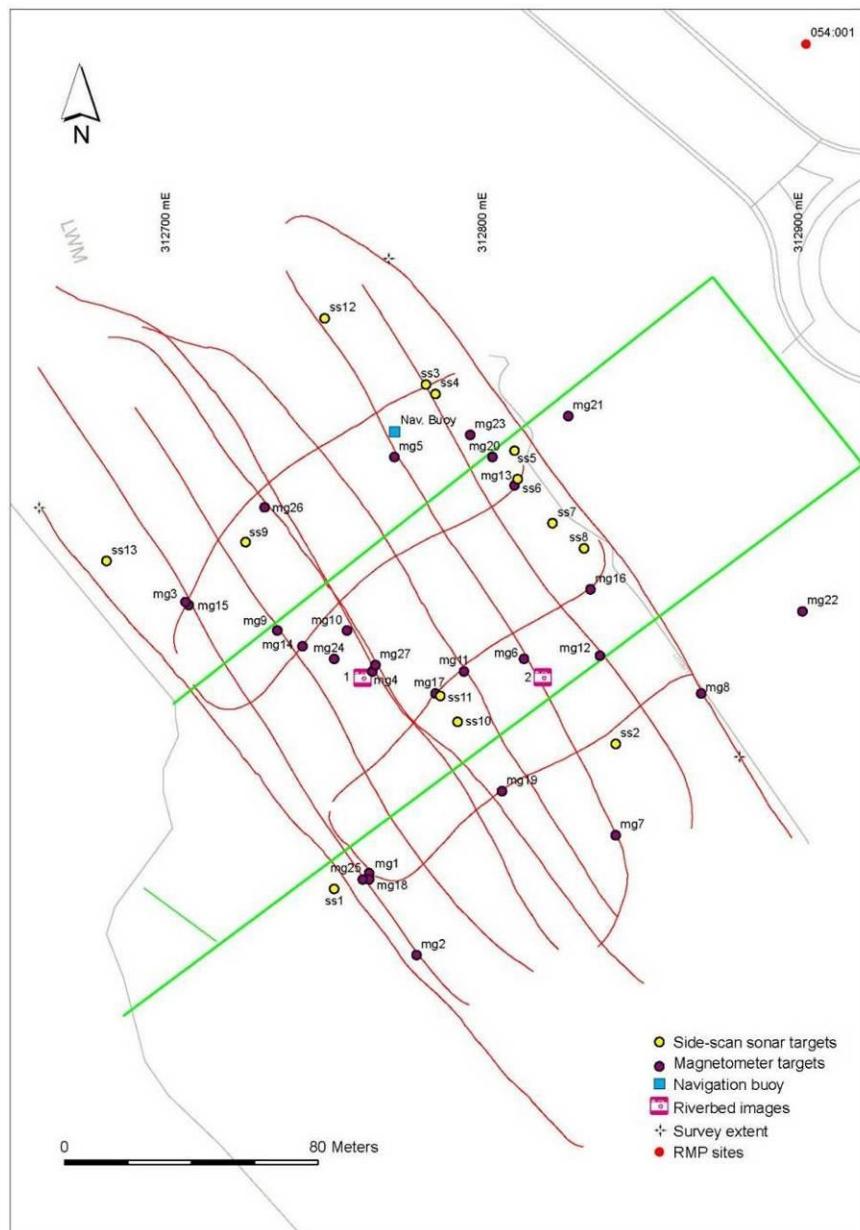 054:001
N
LWM
312700 mE
312800 mE
312900 mE
ss12
ss3
ss4
Nav. Buoy
mg23
mg21
mg5
mg20
ss5
mg13
ss6
mg26
ss7
ss9
ss8
ss13
mg16
mg3
mg15
mg22
mg9
mg10
mg14
mg24
mg27
mg11
mg6
mg12
1
mg4
2
mg17
ss11
mg8
ss10
ss2
mg19
mg7
mg1
mg25
mg18
ss1
mg2
Side-scan sonar targets
Magnetometer targets
Navigation buoy
Riverbed images
Survey extent
RMP sites
0
80 Meters